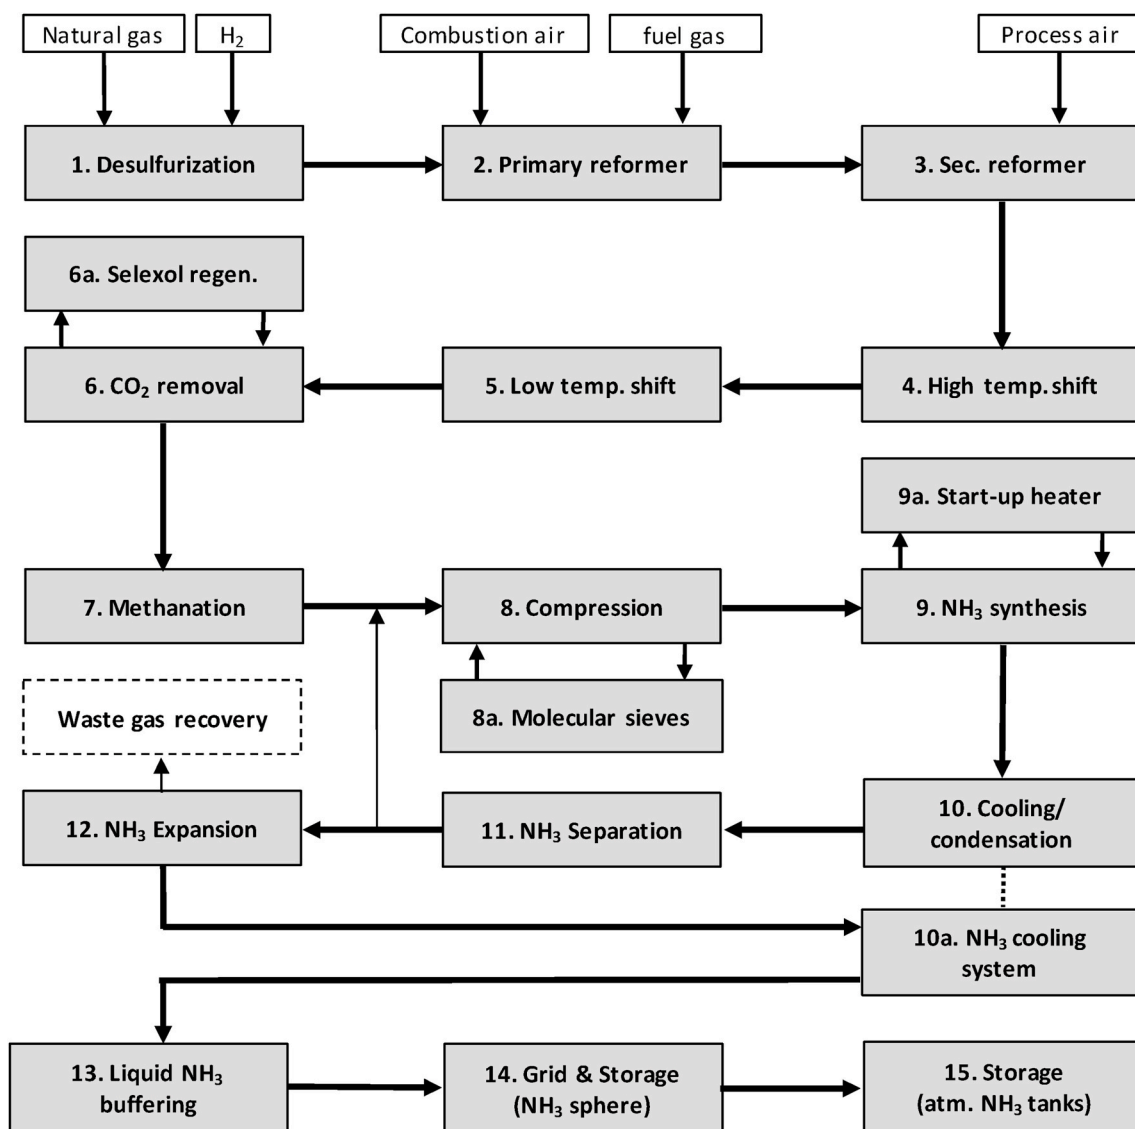 Natural gas
H2
Combustion air
fuel gas
Process air
1. Desulfurization
2. Primary reformer
3. Sec. reformer
6a. Selexol regen.
6. CO2 removal
5. Low temp. shift
4. High temp. shift
9a. Start-up heater
7. Methanation
8. Compression
9. NH3 synthesis
Waste gas recovery
8a. Molecular sieves
12. NH3 Expansion
11. NH3 Separation
10. Cooling/
condensation
10a. NH3 cooling
system
13. Liquid NH3
buffering
14. Grid & Storage
(NH3 sphere)
15. Storage
(atm. NH3 tanks)